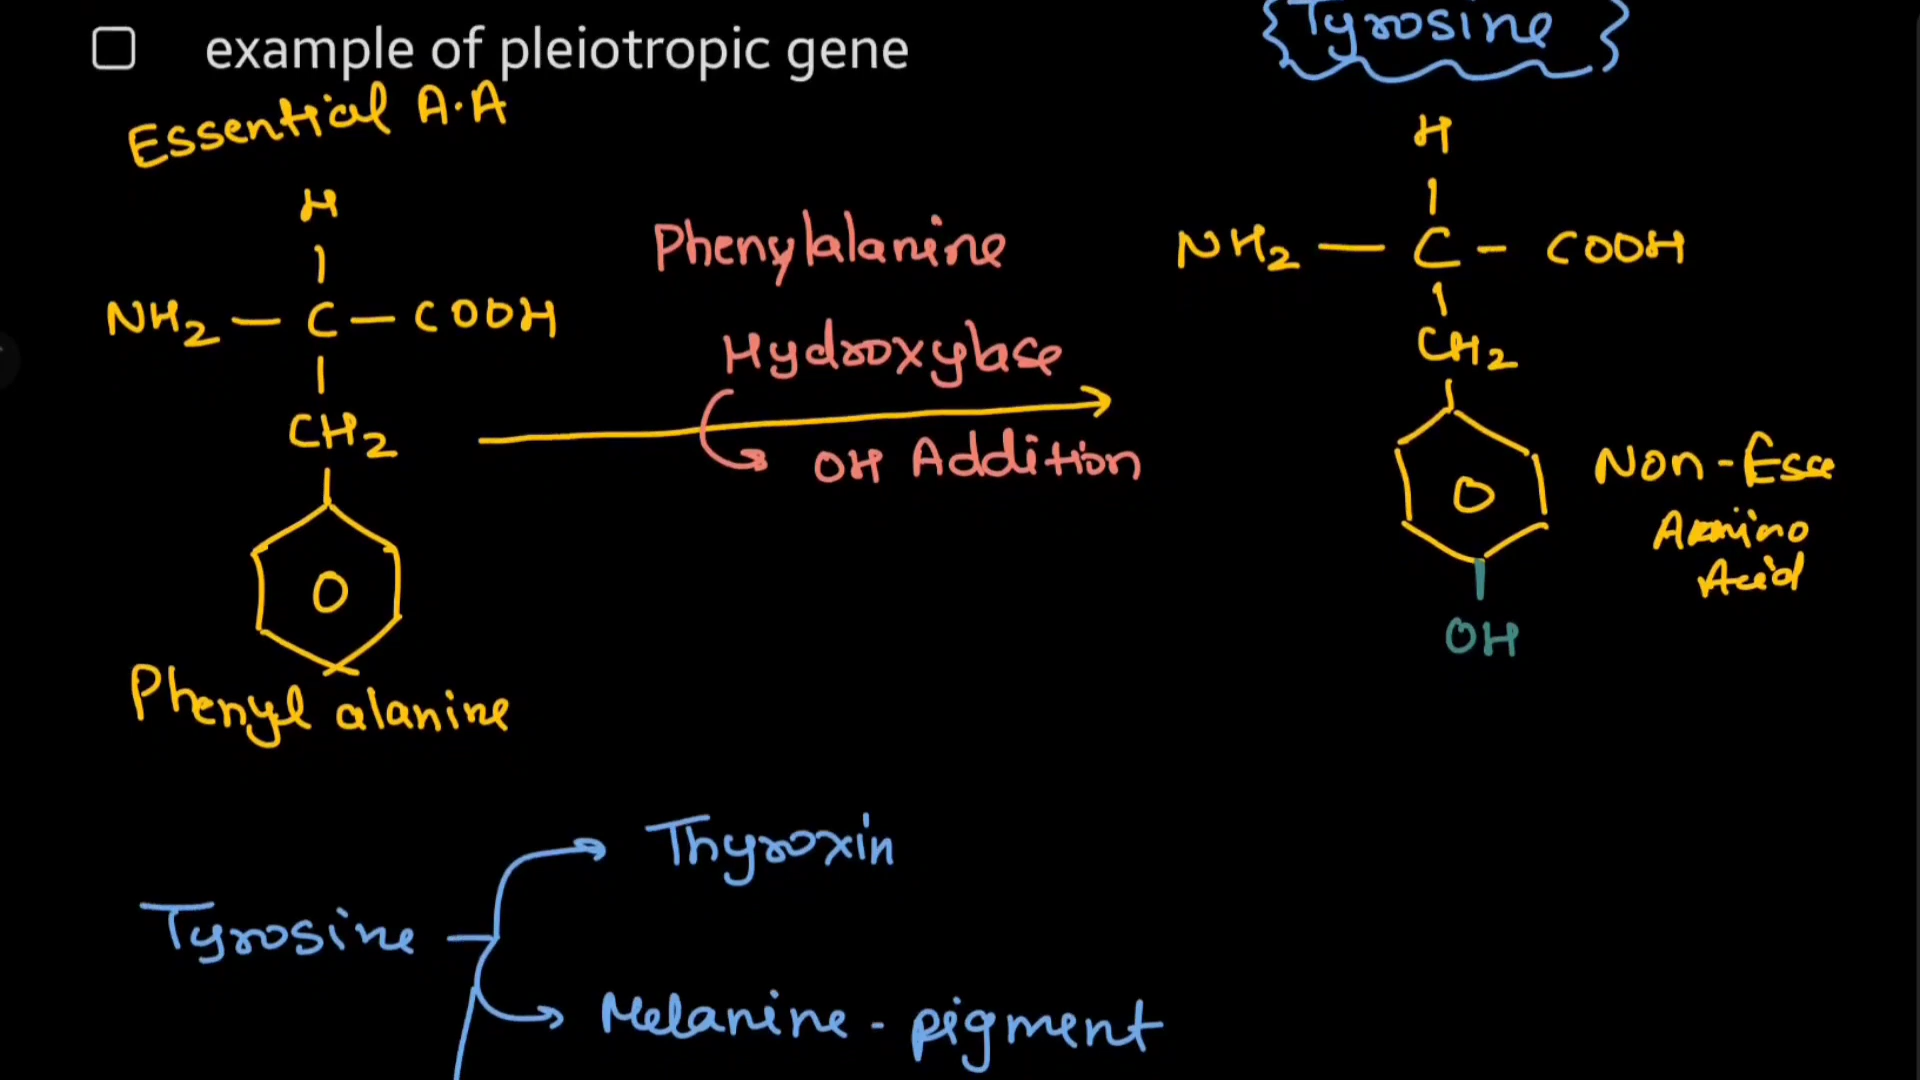 example of pleiotropic gene
{Tyrosine}
Essential A.A
H
NH2 – C – COOH
CH2
Phenyl alanine
Phenylalanine
Hydroxylase
OH Addition
H
NH2 – C – COOH
CH2
OH
Non-Esse
Amino
Acid
Tyrosine
Thyroxin
Melanine - pigment